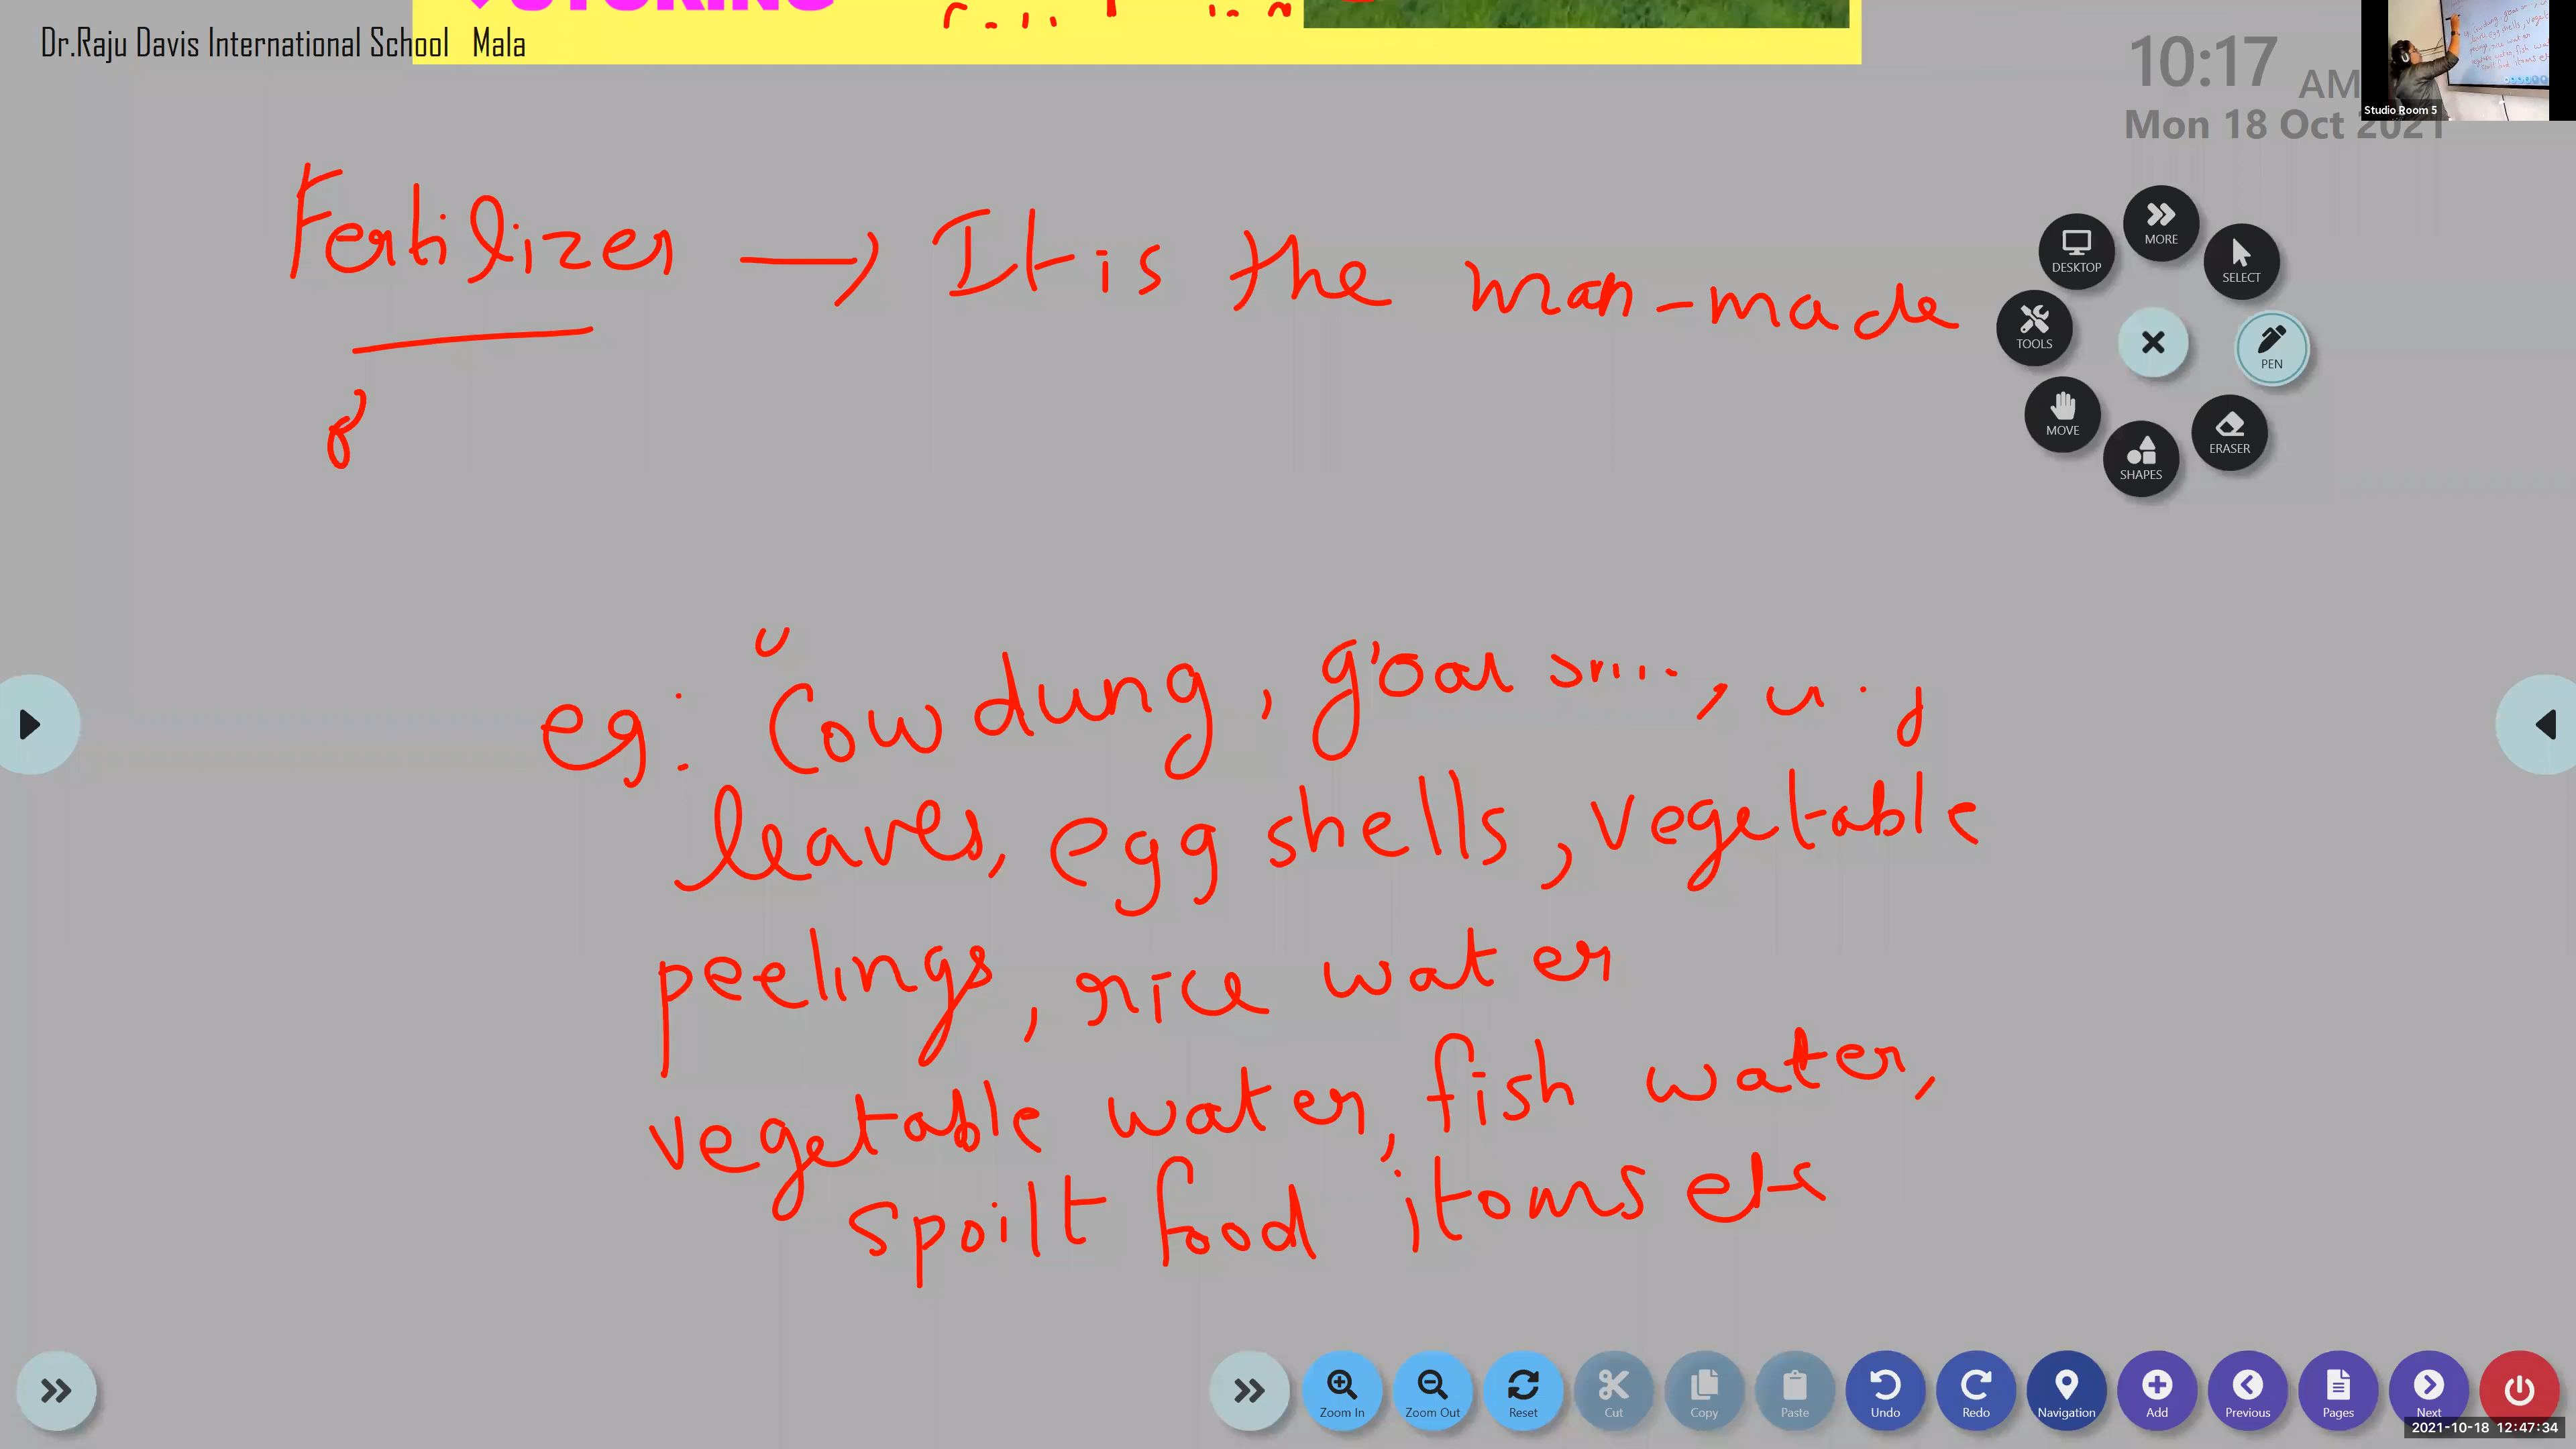 Dr.Raju Davis International School Mala
10:17 AM
Mon 18 Oct 2021
Studio Room 5
Fertilizer → It is the man-made
MORE
DESKTOP
SELECT
TOOLS
PEN
MOVE
ERASER
SHAPES
eg: Cow dung,
leaves, egg shells, vegetable
peelings, rice water
vegetable water, fish water,
spoilt food items etc
Zoom In Zoom Out Reset Cut Copy Paste Undo Redo Navigation Add Previous Pages Next
2021-10-18 12:47:34